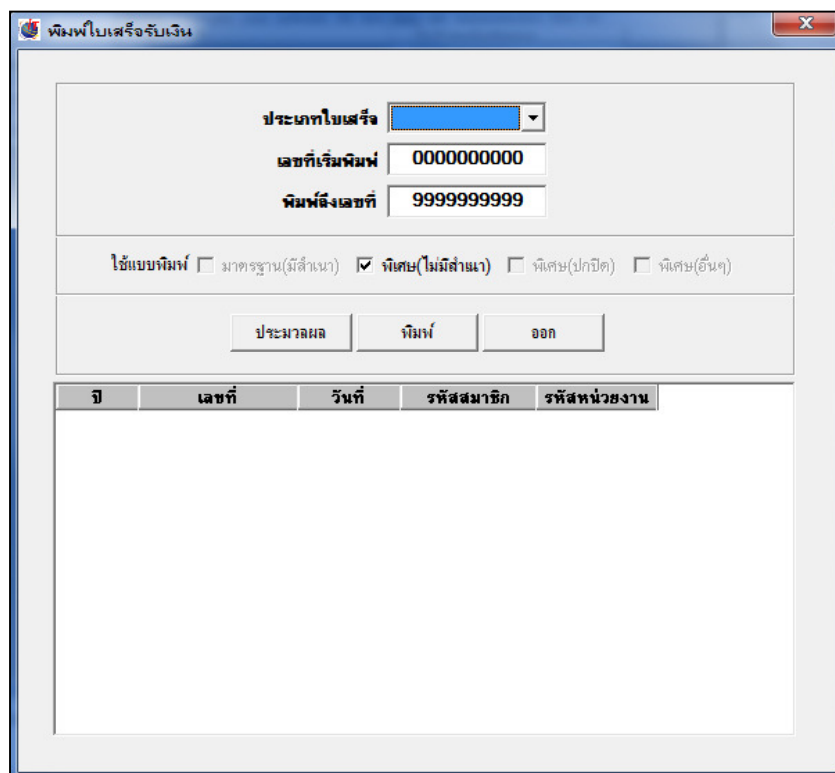 พิมพ์ใบเสร็จรับเงิน
ประเภทใบเสร็จ
เลขที่เริ่มพิมพ์ 0000000000
พิมพ์ถึงเลขที่ 9999999999
ใช้แบบพิมพ์ มาตรฐาน(มีสำเนา) พิเศษ(ไม่มีสำเนา) พิเศษ(ปกปิด) พิเศษ(อื่นๆ)
ประมวลผล พิมพ์ ออก
ปี เลขที่ วันที่ รหัสสมาชิก รหัสหน่วยงาน